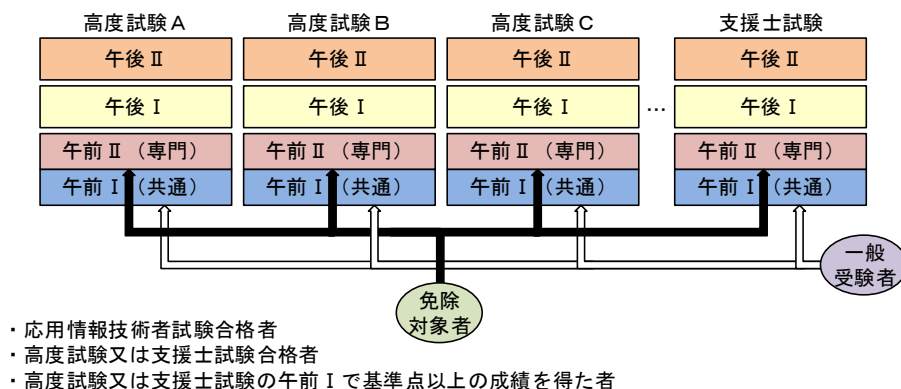 高度試験A 高度試験B 高度試験C 支援士試験
午後Ⅱ 午後Ⅱ 午後Ⅱ 午後Ⅱ
午後Ⅰ 午後Ⅰ 午後Ⅰ … 午後Ⅰ
午前Ⅱ(専門) 午前Ⅱ(専門) 午前Ⅱ(専門) 午前Ⅱ(専門)
午前Ⅰ(共通) 午前Ⅰ(共通) 午前Ⅰ(共通) 午前Ⅰ(共通)
一般
受験者
免除
対象者
・応用情報技術者試験合格者
・高度試験又は支援士試験合格者
・高度試験又は支援士試験の午前Ⅰで基準点以上の成績を得た者